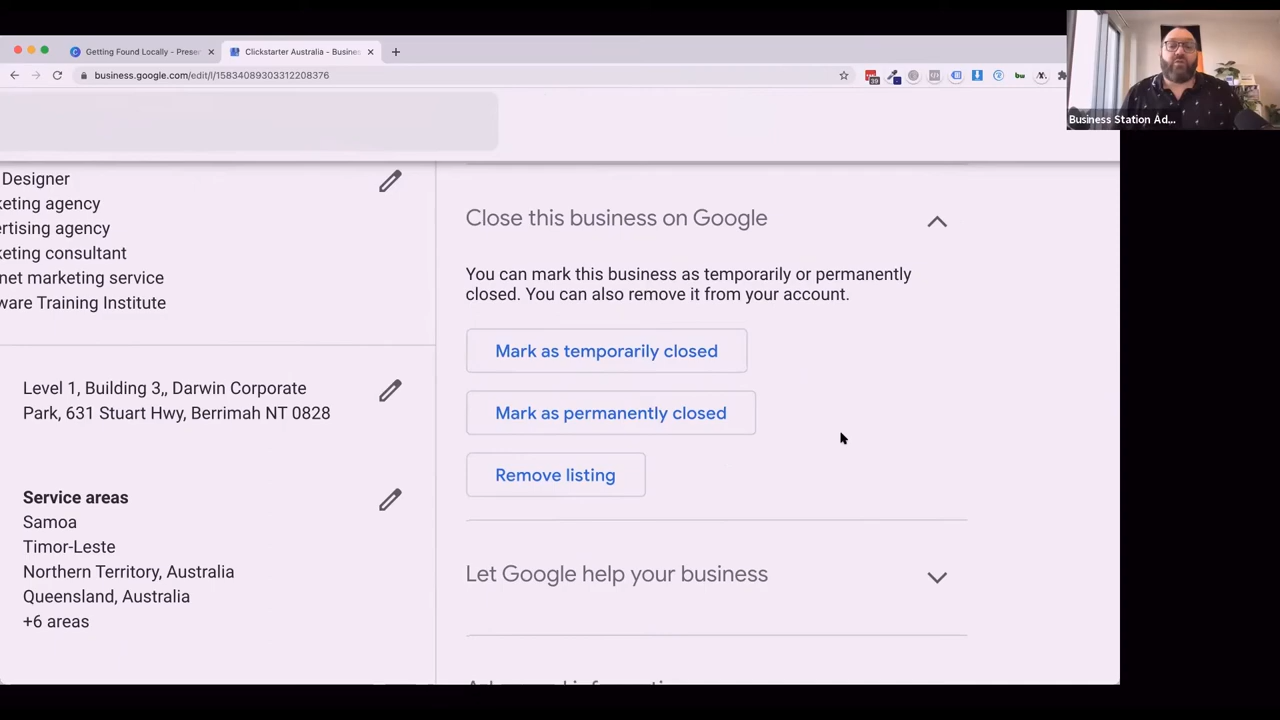 Getting Found Locally - Prese
Clickstarter Australia - Busines
business.google.com/edit/l/15834089303312208376
39
bw
Business Station Ad...
Designer
keting agency
ertising agency
keting consultant
net marketing service
ware Training Institute
Level 1, Building 3,, Darwin Corporate
Park, 631 Stuart Hwy, Berrimah NT 0828
Service areas
Samoa
Timor-Leste
Northern Territory, Australia
Queensland, Australia
+6 areas
Close this business on Google
You can mark this business as temporarily or permanently
closed. You can also remove it from your account.
Mark as temporarily closed
Mark as permanently closed
Remove listing
Let Google help your business